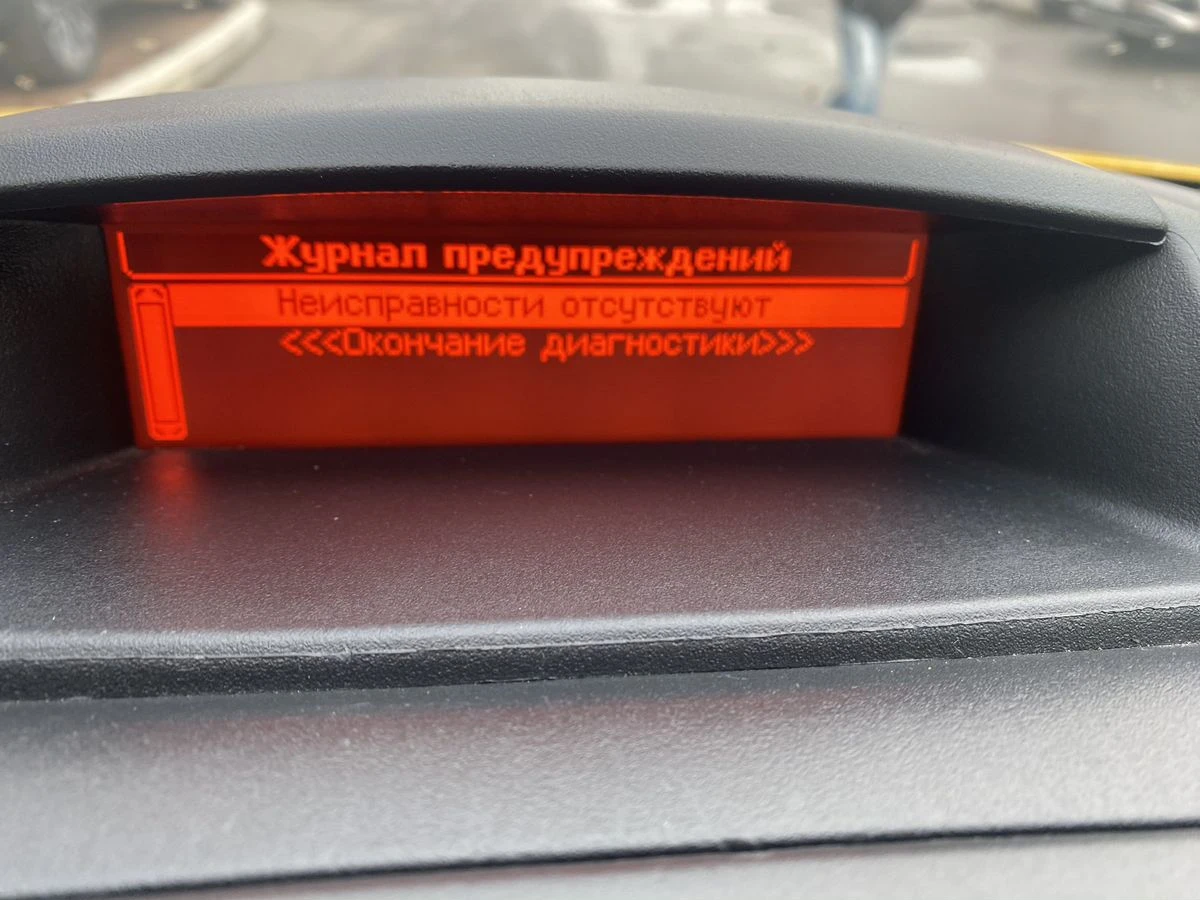 Журнал предупреждений
Неисправности отсутствуют
<<<Окончание диагностики>>>